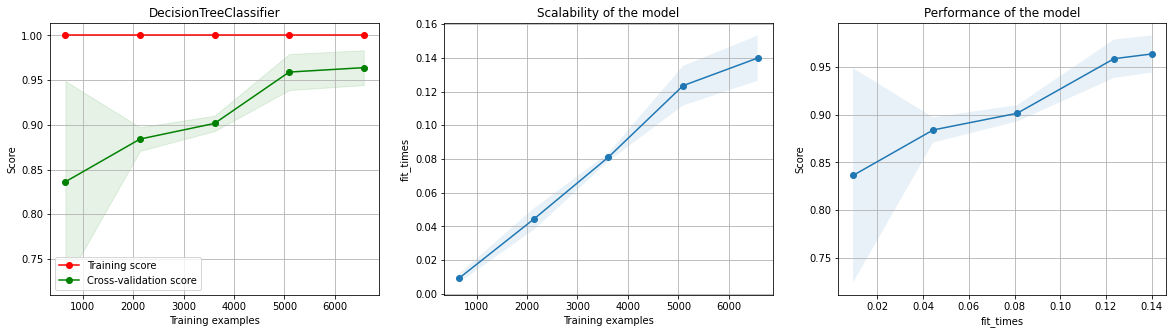 DecisionTreeClassifier
1.00
0.95
0.90
0.85
0.80
0.75
Score
Training score
Cross-validation score
1000 2000 3000 4000 5000 6000
Training examples
Scalability of the model
0.16
0.14
0.12
0.10
0.08
0.06
0.04
0.02
0.00
fit_times
1000 2000 3000 4000 5000 6000
Training examples
Performance of the model
0.95
0.90
0.85
0.80
0.75
Score
0.02 0.04 0.06 0.08 0.10 0.12 0.14
fit_times